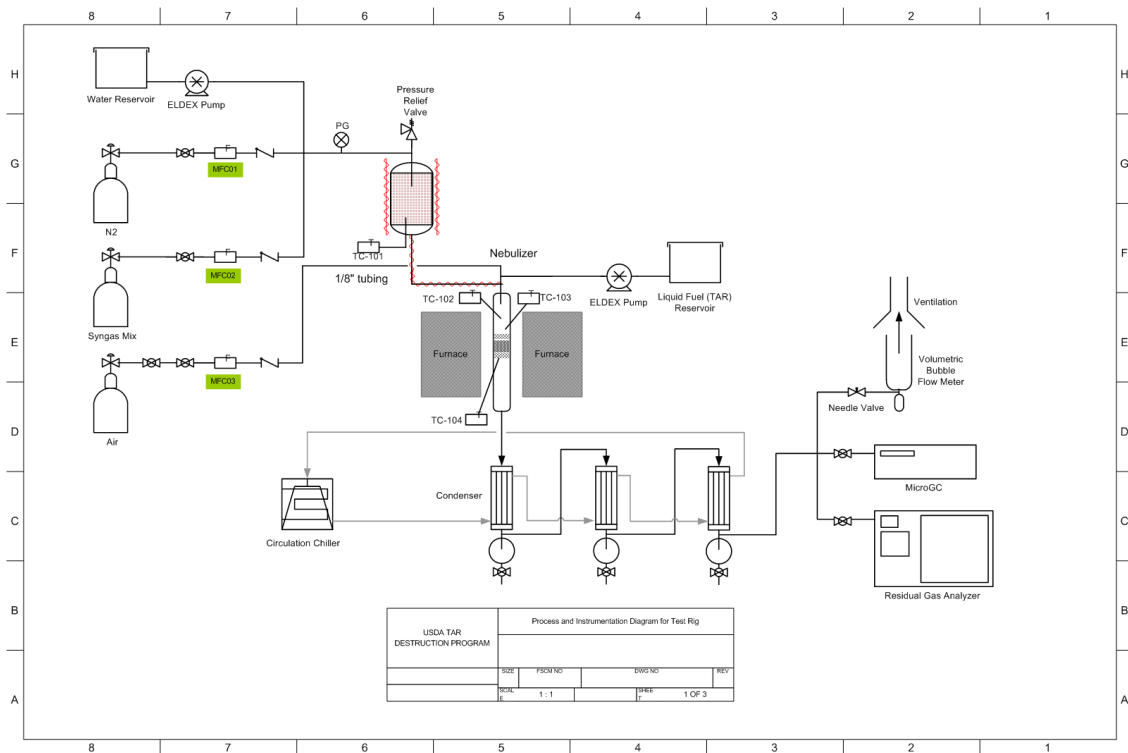 8 7 6 5 4 3 2 1
H H
Water Reservoir
ELDEX Pump
Pressure
Relief
Valve
PG
G G
MFC01
N2
F F
TC-101
Nebulizer
MFC02
1/8" tubing
ELDEX Pump
Liquid Fuel (TAR)
Reservoir
TC-102
TC-103
Ventilation
Syngas Mix
E E
Furnace
Furnace
Volumetric
Bubble
Flow Meter
MFC03
Needle Valve
TC-104
D D
Air
MicroGC
Condenser
C C
Circulation Chiller
Residual Gas Analyzer
B B
USDA TAR
DESTRUCTION PROGRAM
Process and Instrumentation Diagram for Test Rig
SIZE FSCM NO DWG NO REV
A A
SCAL
E
1 : 1
SHEE
T
1 OF 3
8 7 6 5 4 3 2 1